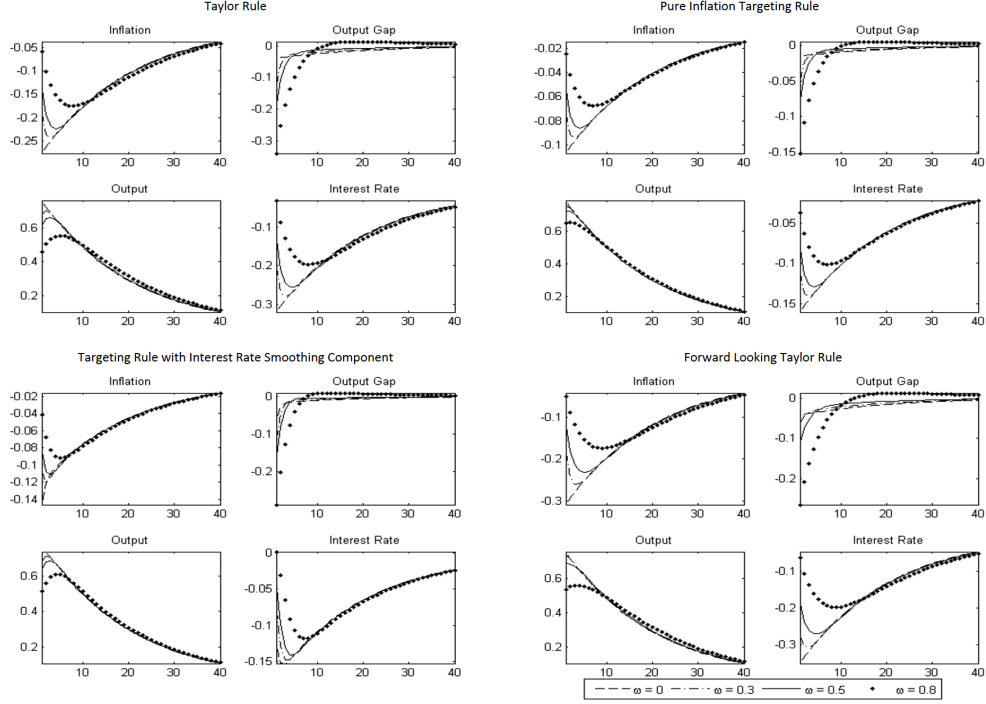 Taylor Rule
Inflation
Output Gap
-0.05
-0.1
-0.15
-0.2
-0.25
10 20 30 40
0
-0.1
-0.2
-0.3
10 20 30 40
Output
Interest Rate
0.6
0.4
0.2
10 20 30 40
-0.1
-0.2
-0.3
10 20 30 40
Pure Inflation Targeting Rule
Inflation
Output Gap
-0.02
-0.04
-0.06
-0.08
-0.1
10 20 30 40
0
-0.05
-0.1
-0.15
10 20 30 40
Output
Interest Rate
0.6
0.4
0.2
10 20 30 40
-0.05
-0.1
-0.15
10 20 30 40
Targeting Rule with Interest Rate Smoothing Component
Inflation
Output Gap
-0.02
-0.04
-0.06
-0.08
-0.1
-0.12
-0.14
10 20 30 40
0
-0.1
-0.2
10 20 30 40
Output
Interest Rate
0.6
0.4
0.2
10 20 30 40
0
-0.05
-0.1
-0.15
10 20 30 40
Forward Looking Taylor Rule
Inflation
Output Gap
-0.1
-0.2
-0.3
10 20 30 40
0
-0.1
-0.2
10 20 30 40
Output
Interest Rate
0.6
0.4
0.2
10 20 30 40
-0.1
-0.2
-0.3
10 20 30 40
ω = 0 ω = 0.3 ω = 0.5 ω = 0.8